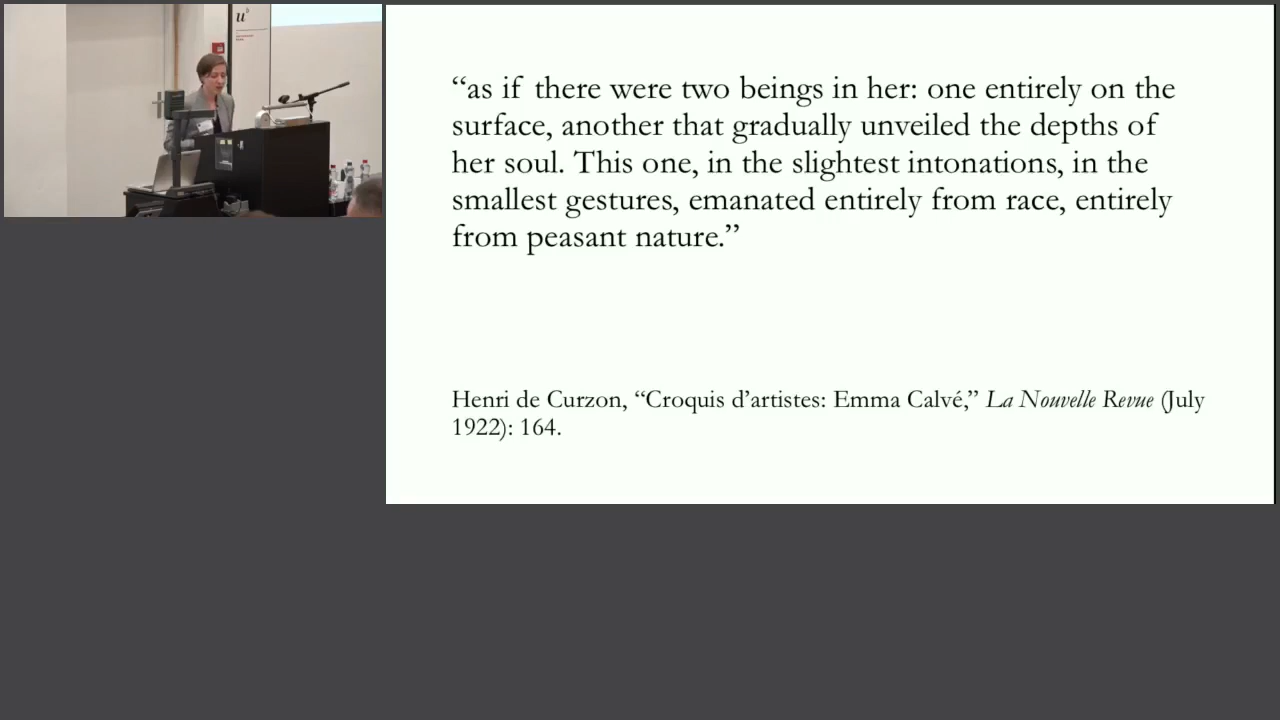 “as if there were two beings in her: one entirely on the
surface, another that gradually unveiled the depths of
her soul. This one, in the slightest intonations, in the
smallest gestures, emanated entirely from race, entirely
from peasant nature.”
Henri de Curzon, “Croquis d’artistes: Emma Calvé,” La Nouvelle Revue (July
1922): 164.